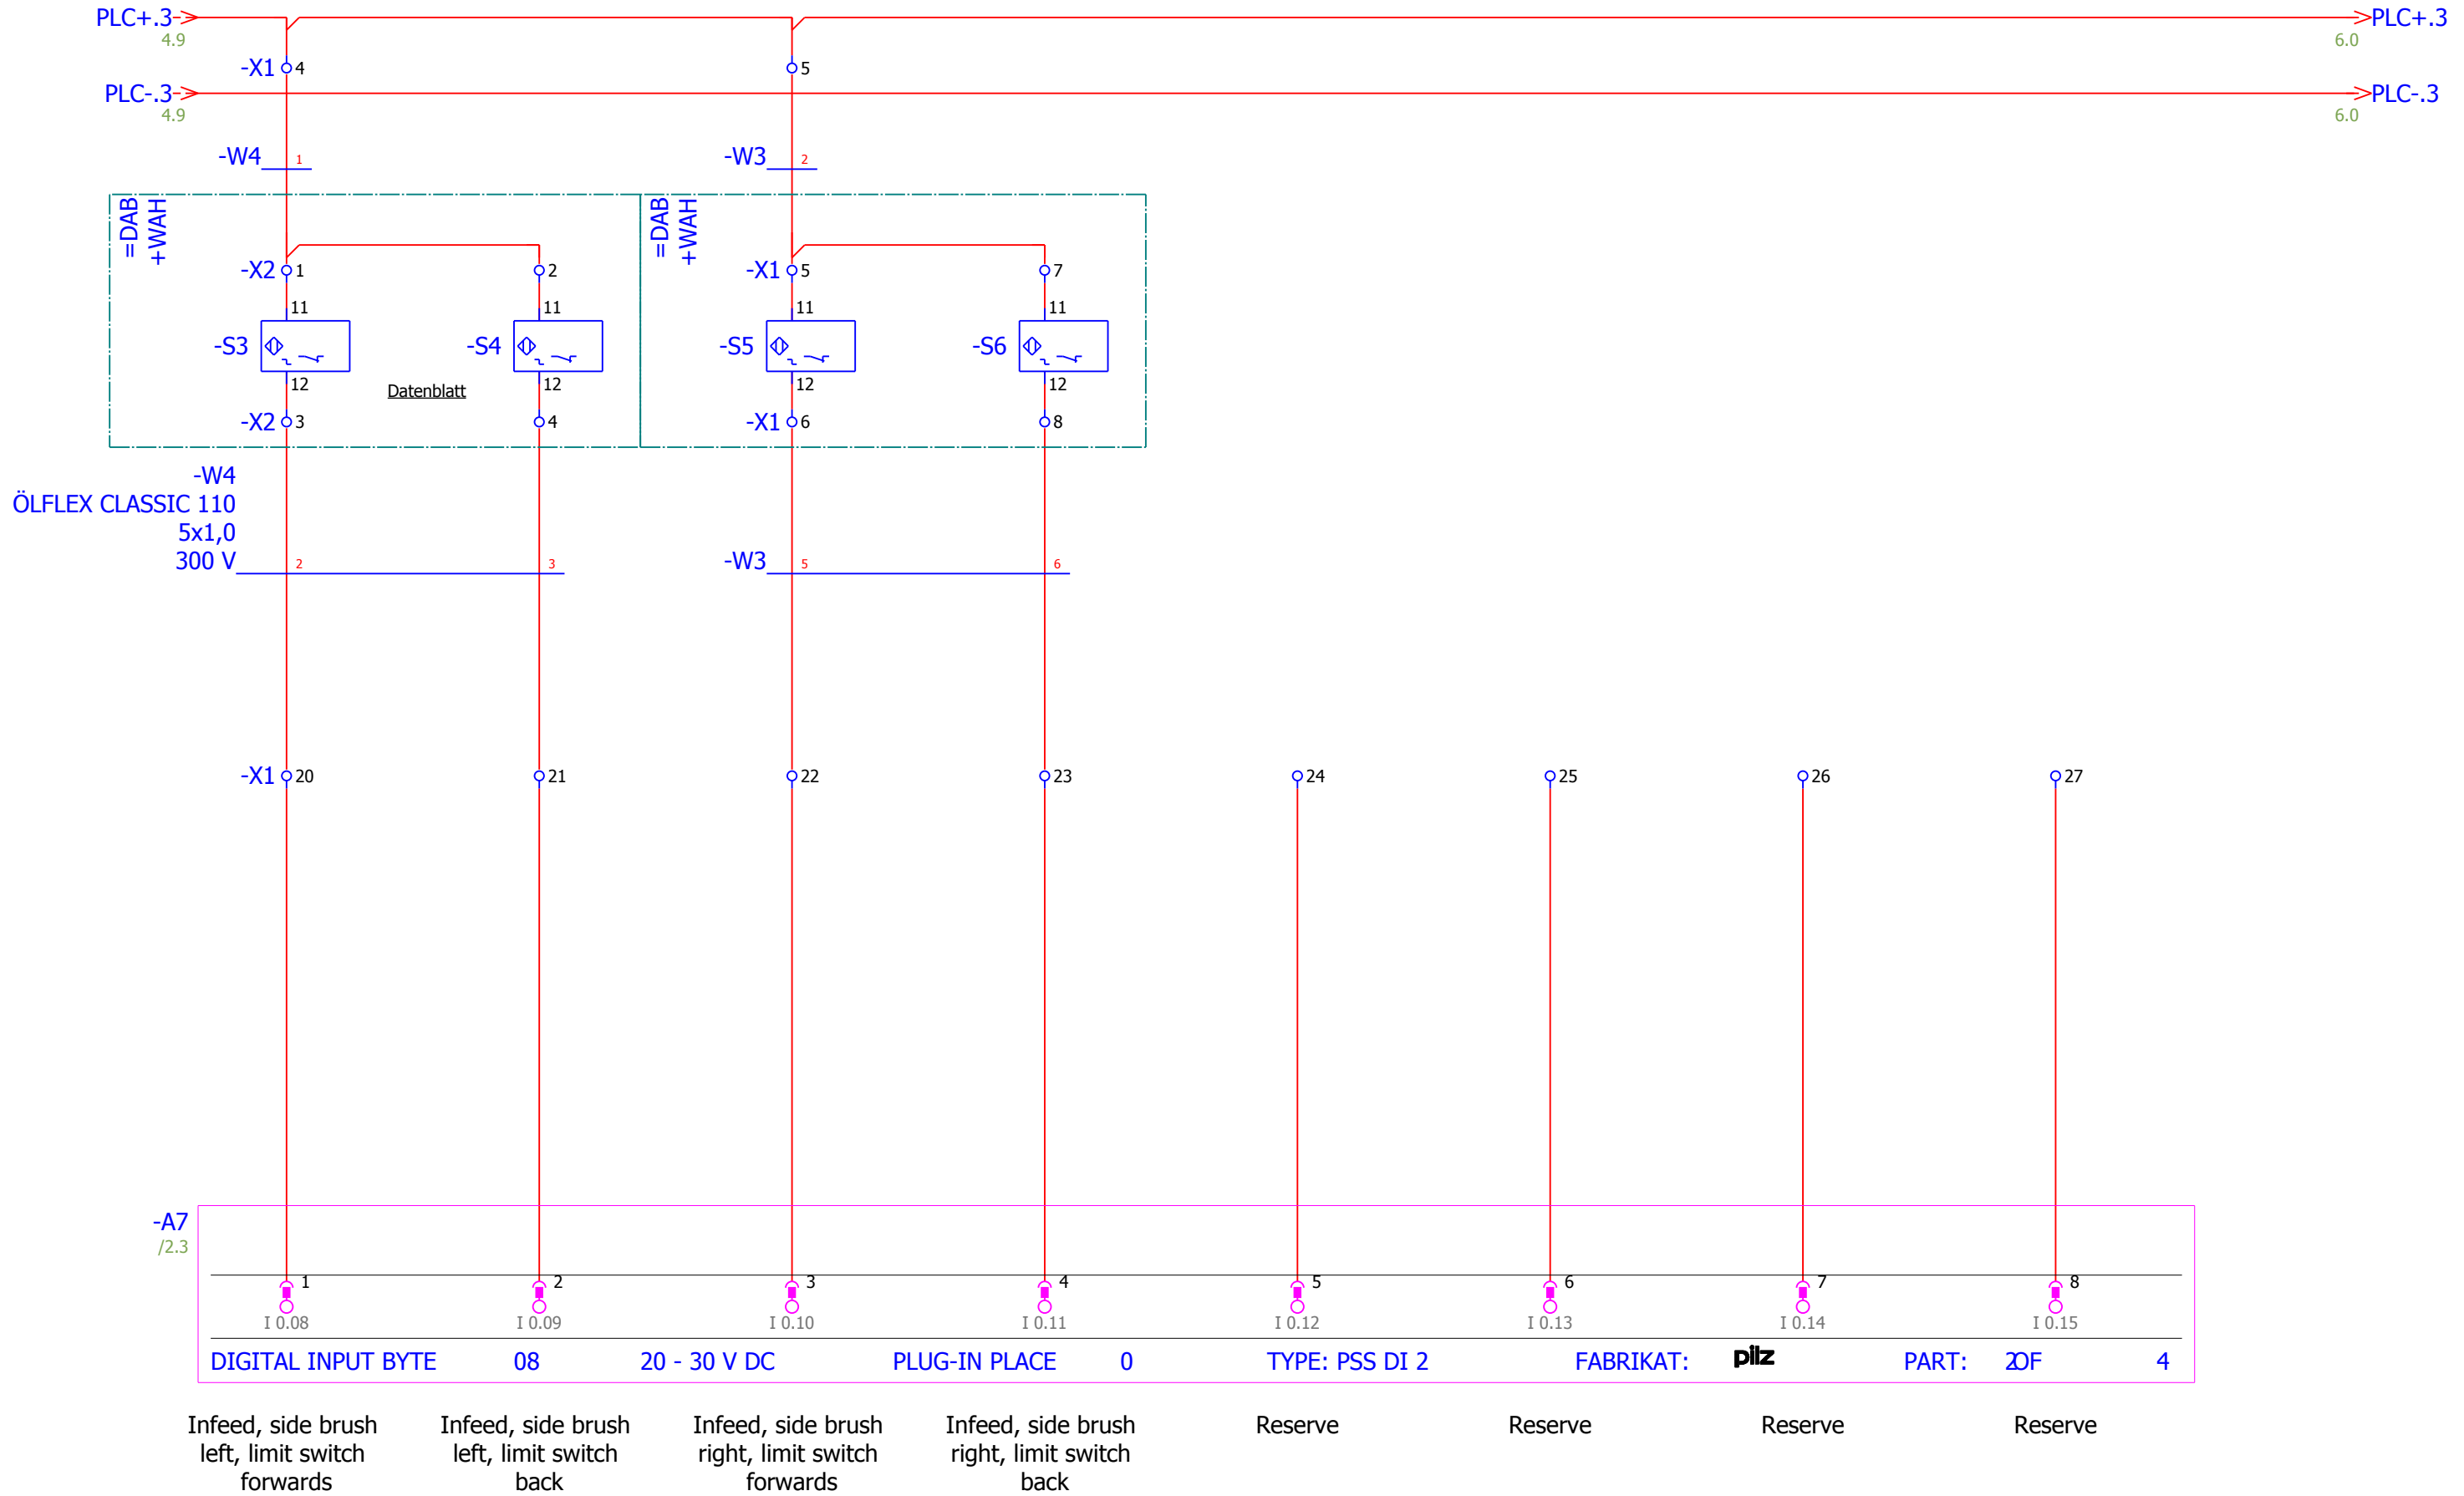 PLC+.3 PLC+.3
4.9 6.0
-X1 4 5
PLC-.3 PLC-.3
4.9 6.0
-W4 1 -W3 2
=DAB
+WAH
=DAB
+WAH
-X2 1 2 -X1 5 7
11 11 11 11
-S3 -S4 -S5 -S6
12 12 12 12
Datenblatt
-X2 3 4 -X1 6 8
-W4
ÖLFLEX CLASSIC 110
5x1,0
300 V 2 3 -W3 5 6
-X1 20 21 22 23 24 25 26 27
-A7
/2.3
1 2 3 4 5 6 7 8
I 0.08 I 0.09 I 0.10 I 0.11 I 0.12 I 0.13 I 0.14 I 0.15
DIGITAL INPUT BYTE 08 20 - 30 V DC PLUG-IN PLACE 0 TYPE: PSS DI 2 FABRIKAT: pilz PART: 2 OF 4
Infeed, side brush
left, limit switch
forwards
Infeed, side brush
left, limit switch
back
Infeed, side brush
right, limit switch
forwards
Infeed, side brush
right, limit switch
back
Reserve
Reserve
Reserve
Reserve